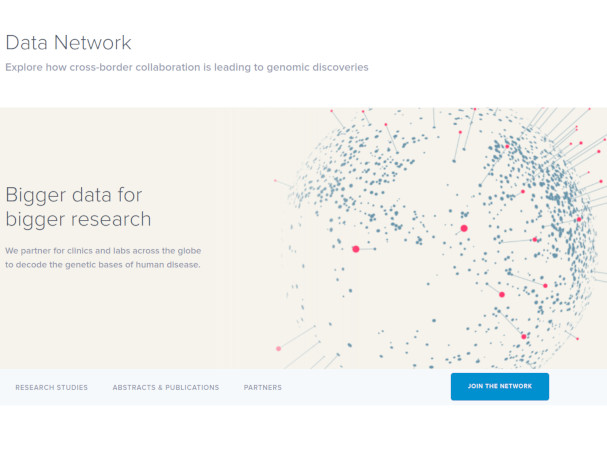 Data Network
Explore how cross-border collaboration is leading to genomic discoveries
Bigger data for
bigger research
We partner for clinics and labs across the globe
to decode the genetic bases of human disease.
RESEARCH STUDIES
ABSTRACTS & PUBLICATIONS
PARTNERS
JOIN THE NETWORK